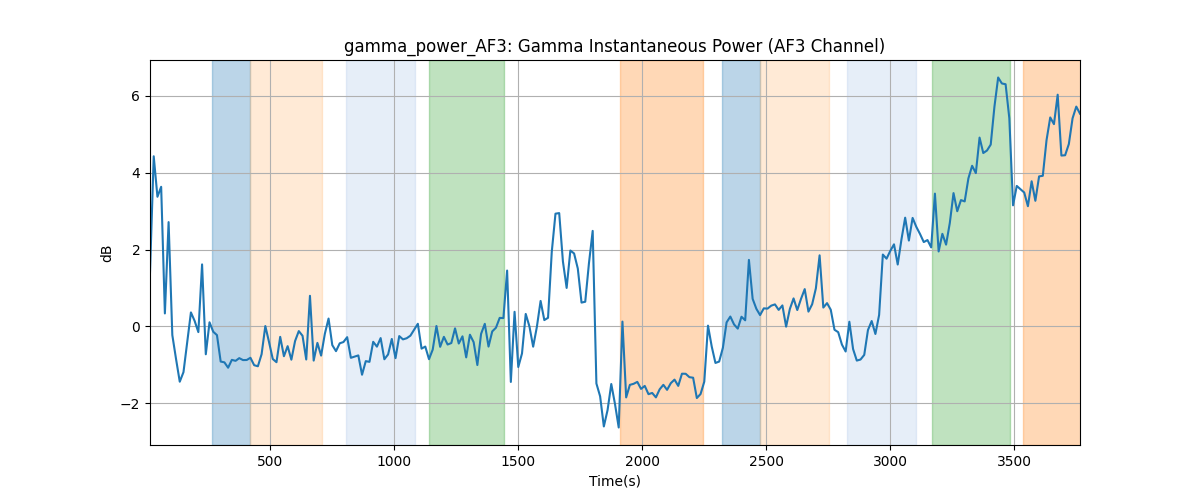 gamma_power_AF3: Gamma Instantaneous Power (AF3 Channel)
6
4
2
0
−2
dB
500 1000 1500 2000 2500 3000 3500
Time(s)